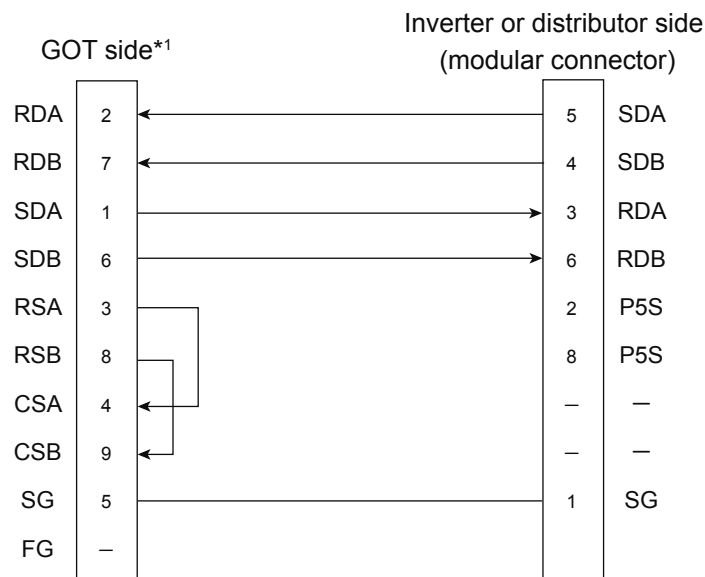 Inverter or distributor side
GOT side*1
(modular connector)
RDA 2 5 SDA
RDB 7 4 SDB
SDA 1 3 RDA
SDB 6 6 RDB
RSA 3 2 P5S
RSB 8 8 P5S
CSA 4 – –
CSB 9 – –
SG 5 1 SG
FG –